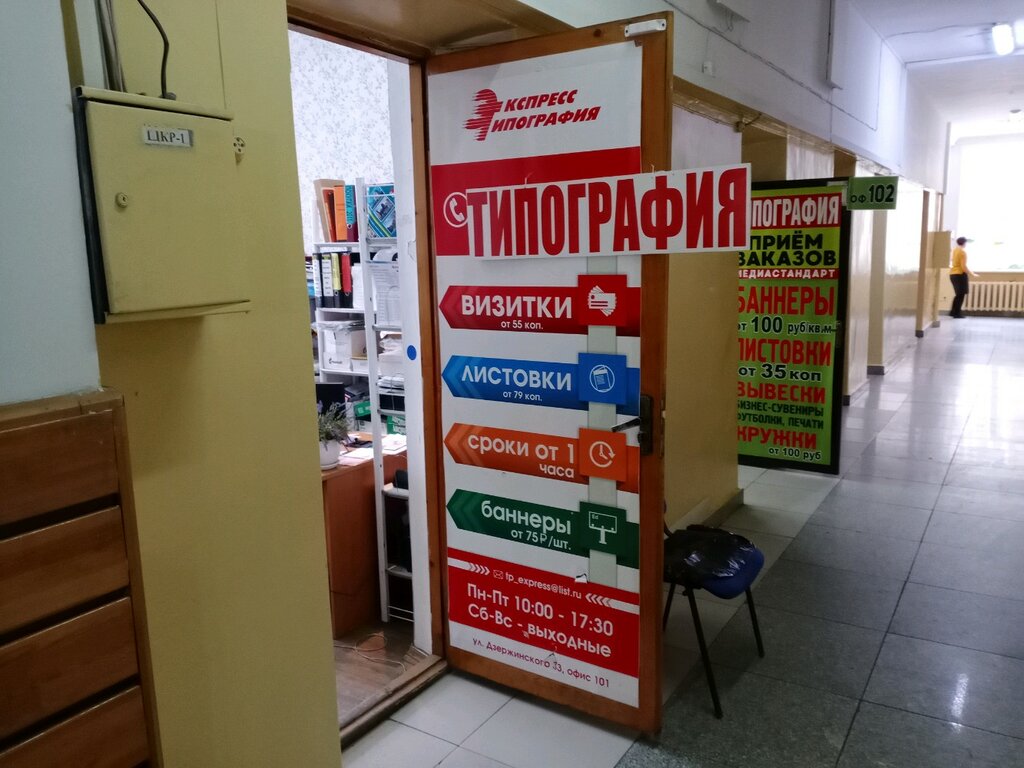 ЩКР-1
ЭКСПРЕСС
ТИПОГРАФИЯ
ТИПОГРАФИЯ
ВИЗИТКИ
от 55 коп.
ЛИСТОВКИ
от 79 коп.
сроки от 1
часа
баннеры
от 75₽/шт.
tp_express@list.ru
Пн-Пт 10:00 - 17:30
Сб-Вс - выходные
ул. Дзержинского 33, офис 101
ОФ.102
ПОГРАФИЯ
ПРИЁМ
ЗАКАЗОВ
МЕДИАСТАНДАРТ
БАННЕРЫ
от 100 руб кв.м
ЛИСТОВКИ
от 35 коп
ВЫВЕСКИ
БИЗНЕС-СУВЕНИРЫ
ФУТБОЛКИ, ПЕЧАТИ
КРУЖКИ
от 100 руб